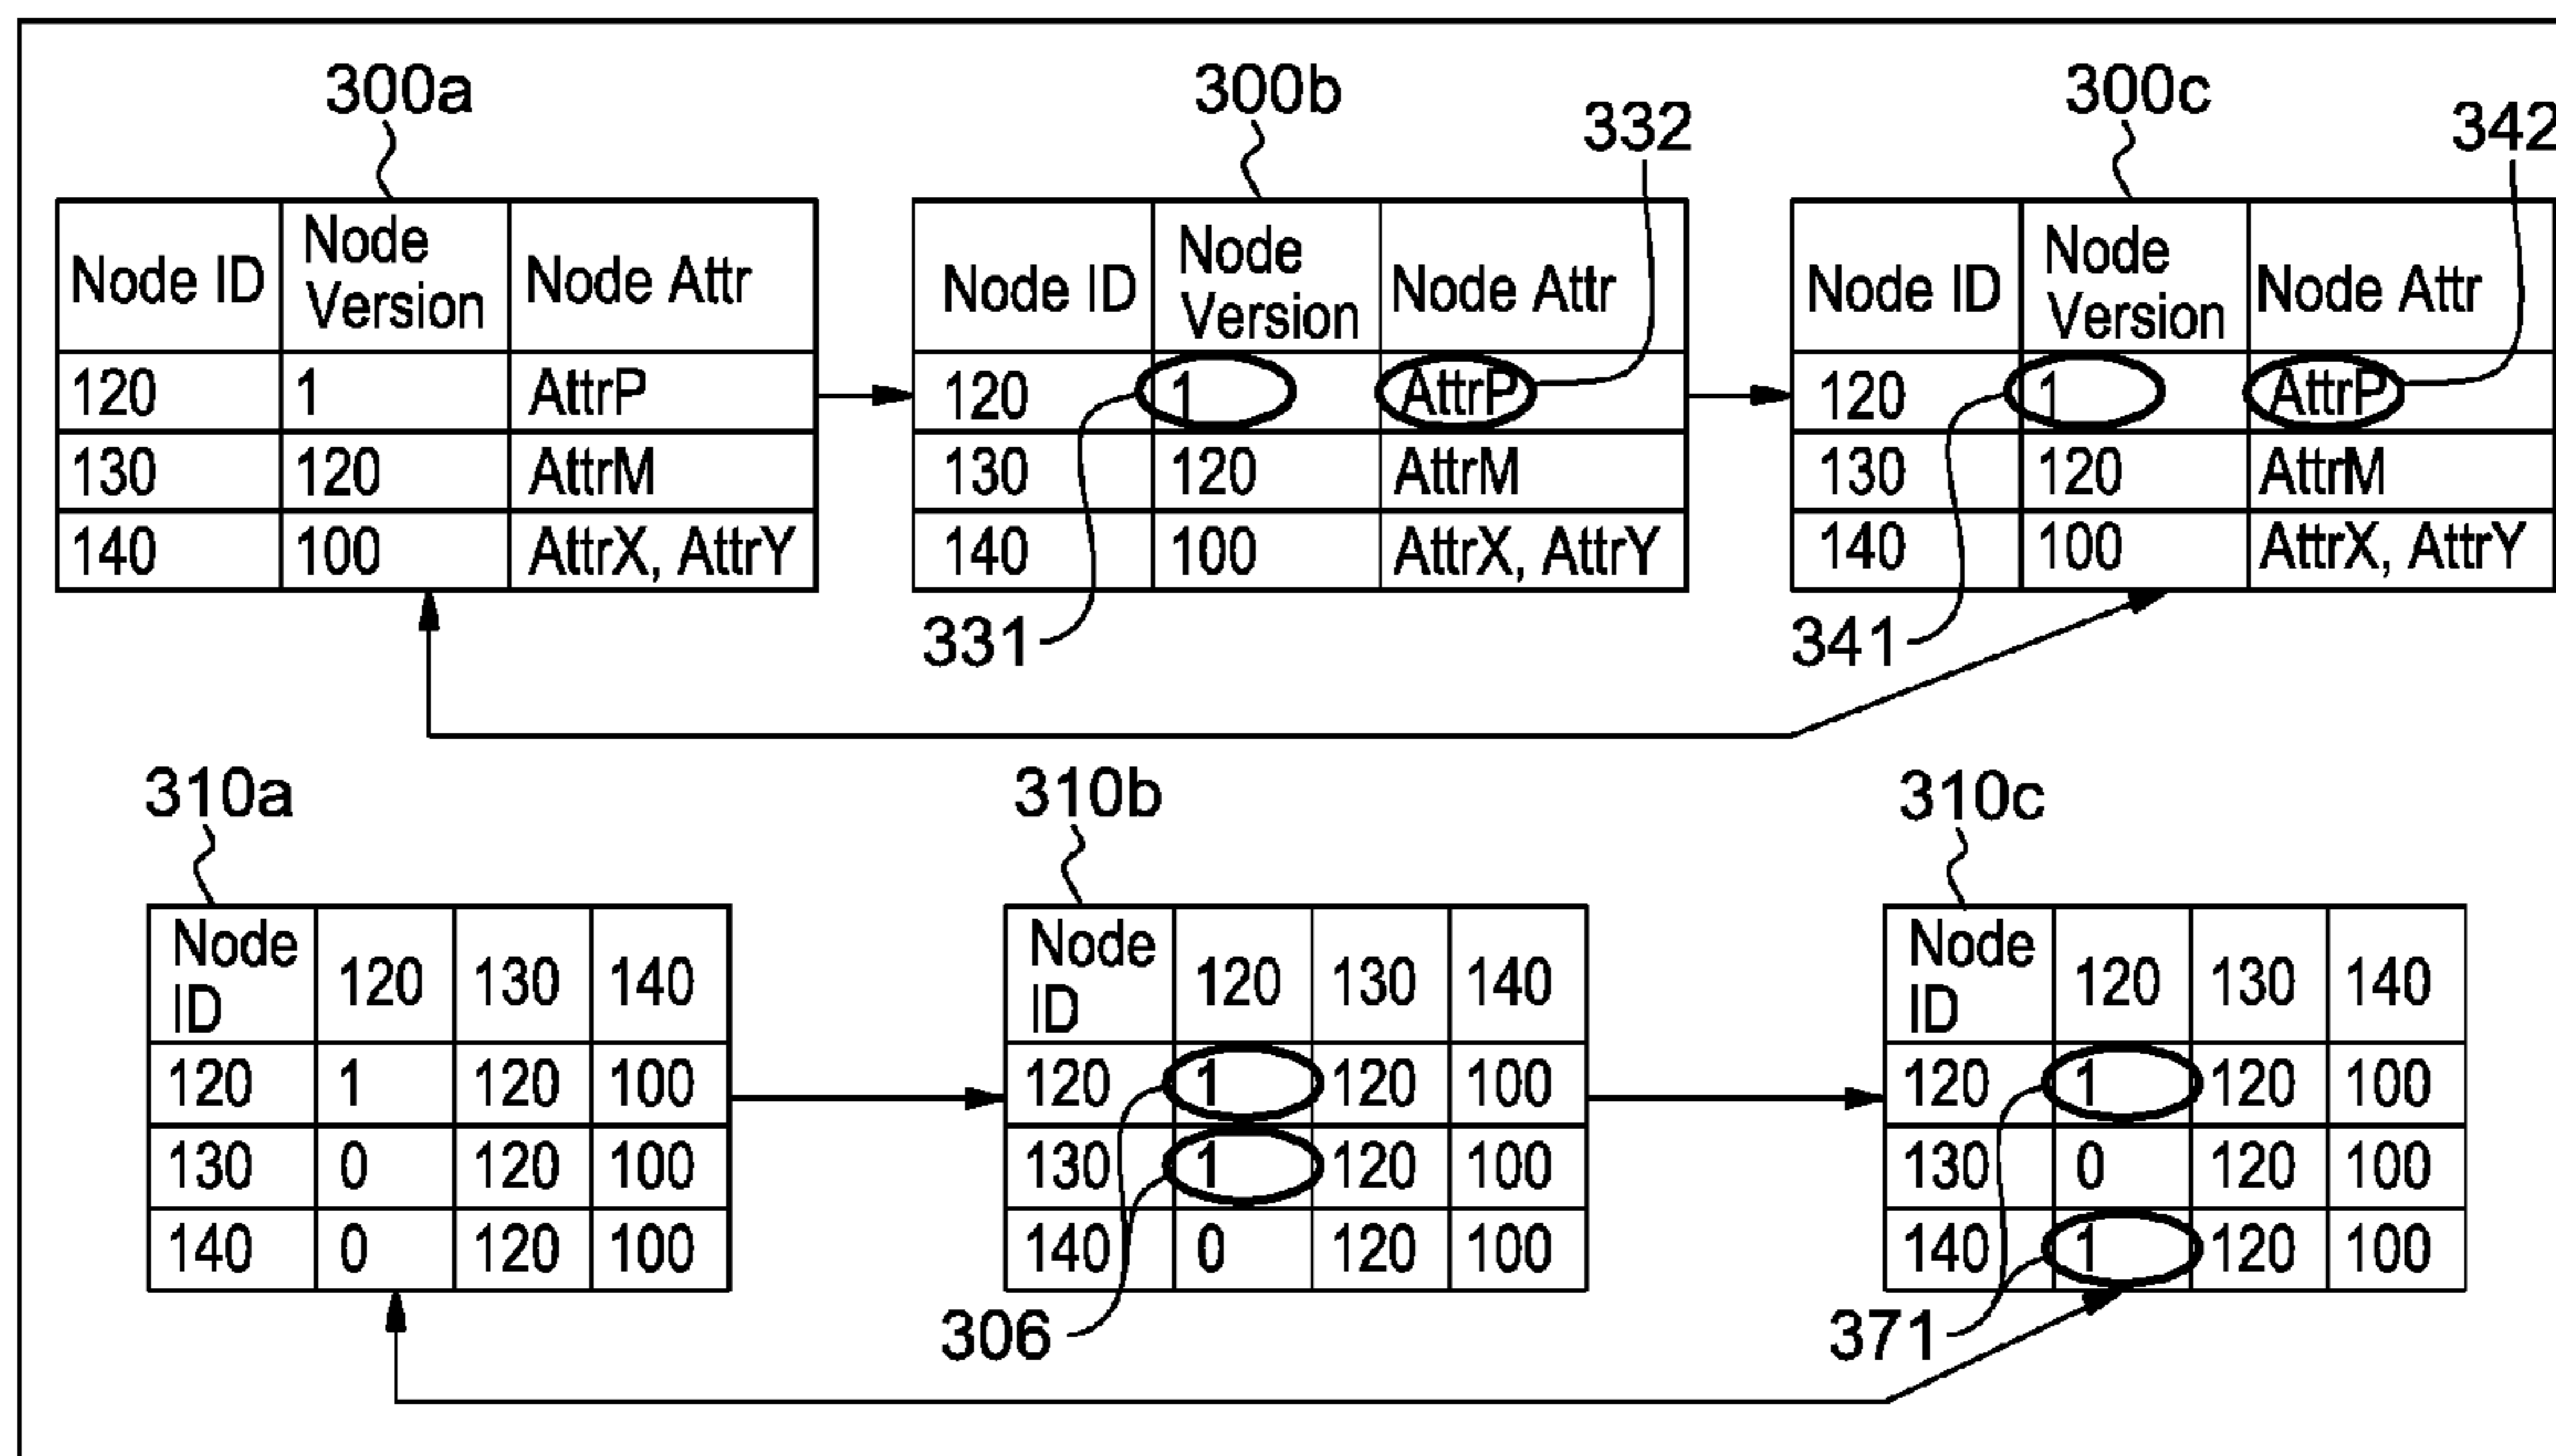 300a 300b 300c
332 342
Node ID Node Version Node Attr Node ID Node Version Node Attr Node ID Node Version Node Attr
120 1 AttrP 120 1 AttrP 120 1 AttrP
130 120 AttrM 130 120 AttrM 130 120 AttrM
140 100 AttrX, AttrY 140 100 AttrX, AttrY 140 100 AttrX, AttrY
331 341
310a 310b 310c
Node ID 120 130 140 Node ID 120 130 140 Node ID 120 130 140
120 1 120 100 120 1 120 100 120 1 120 100
130 0 120 100 130 1 120 100 130 0 120 100
140 0 120 100 140 0 120 100 140 1 120 100
306 371